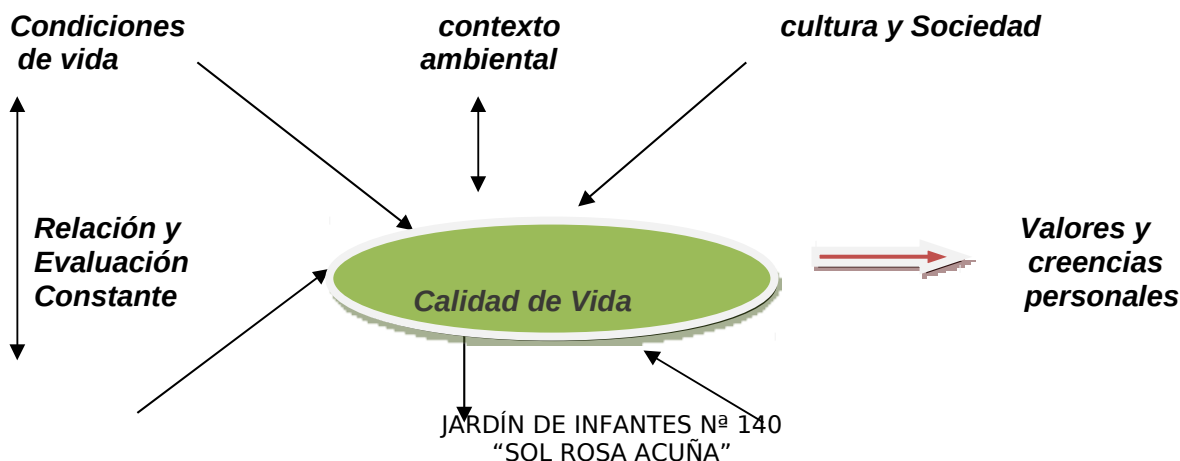 Condiciones
de vida
contexto
ambiental
cultura y Sociedad
Relación y
Evaluación
Constante
Calidad de Vida
Valores y
creencias
personales
JARDÍN DE INFANTES Nª 140
“SOL ROSA ACUÑA”